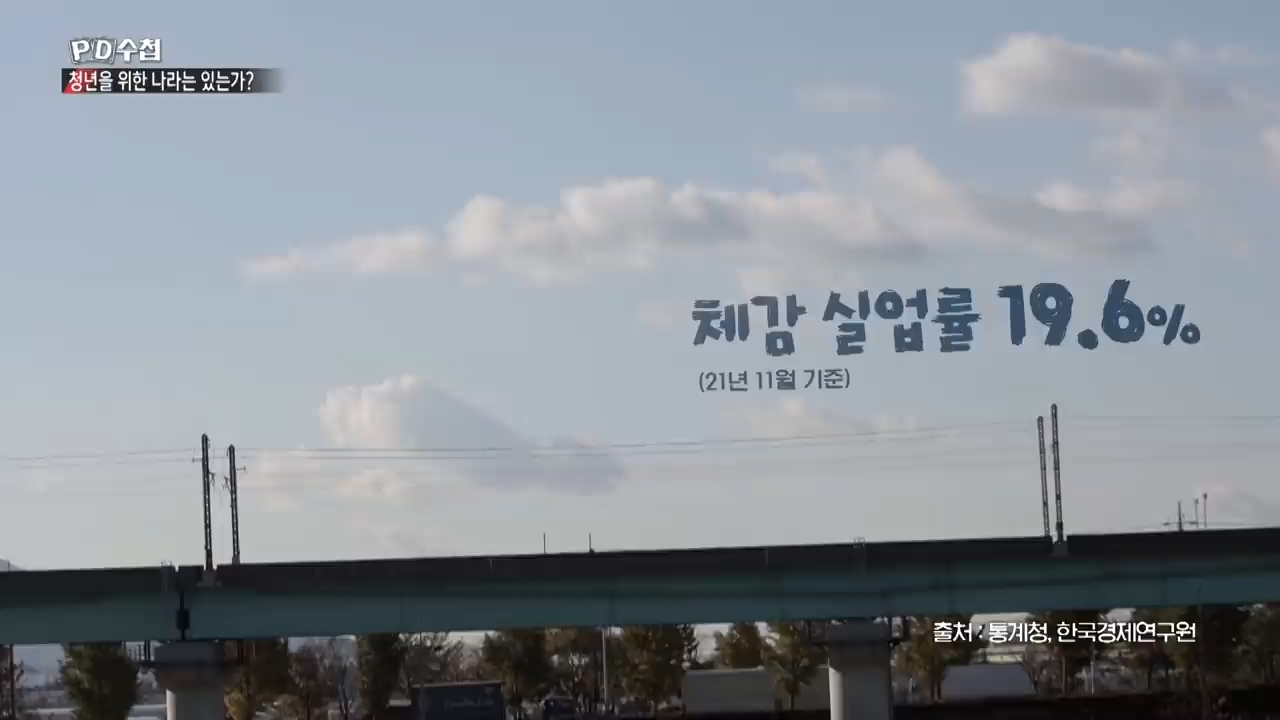 PD수첩
청년을 위한 나라는 있는가?
체감 실업률 19.6%
(21년 11월 기준)
출처 : 통계청, 한국경제연구원